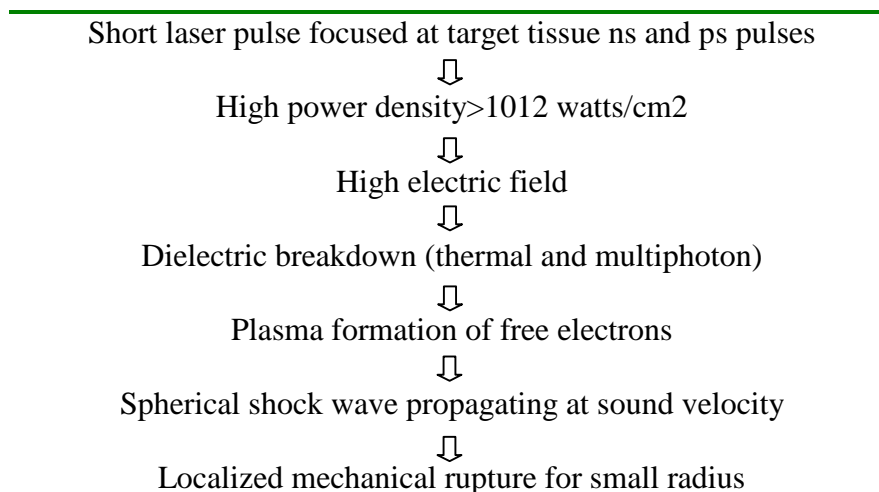 Short laser pulse focused at target tissue ns and ps pulses
⇩
High power density>1012 watts/cm2
⇩
High electric field
⇩
Dielectric breakdown (thermal and multiphoton)
⇩
Plasma formation of free electrons
⇩
Spherical shock wave propagating at sound velocity
⇩
Localized mechanical rupture for small radius